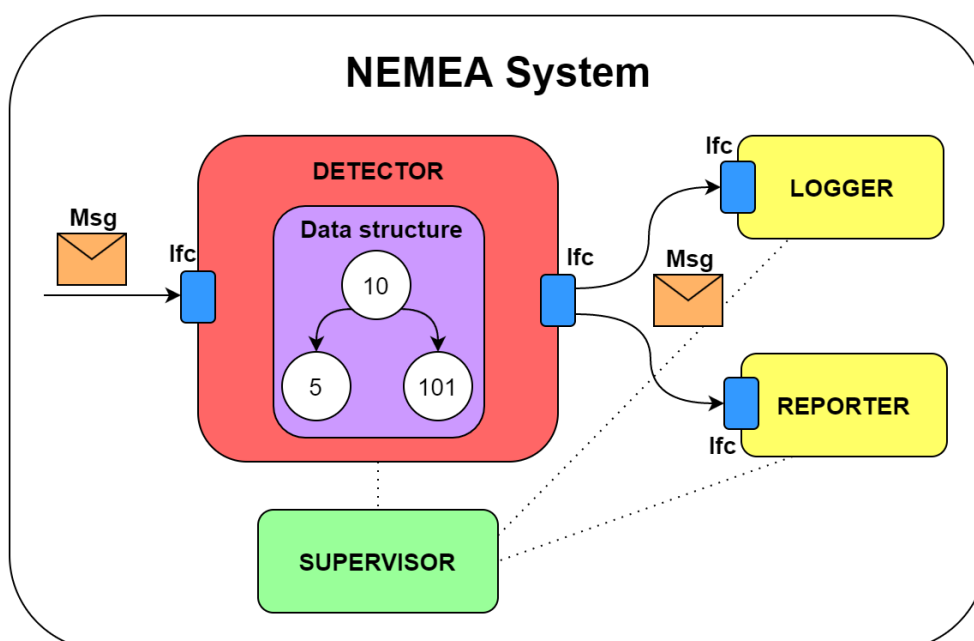 NEMEA System
DETECTOR
Ifc
LOGGER
Msg
Data structure
Ifc
Ifc
10
Msg
5
101
REPORTER
Ifc
SUPERVISOR